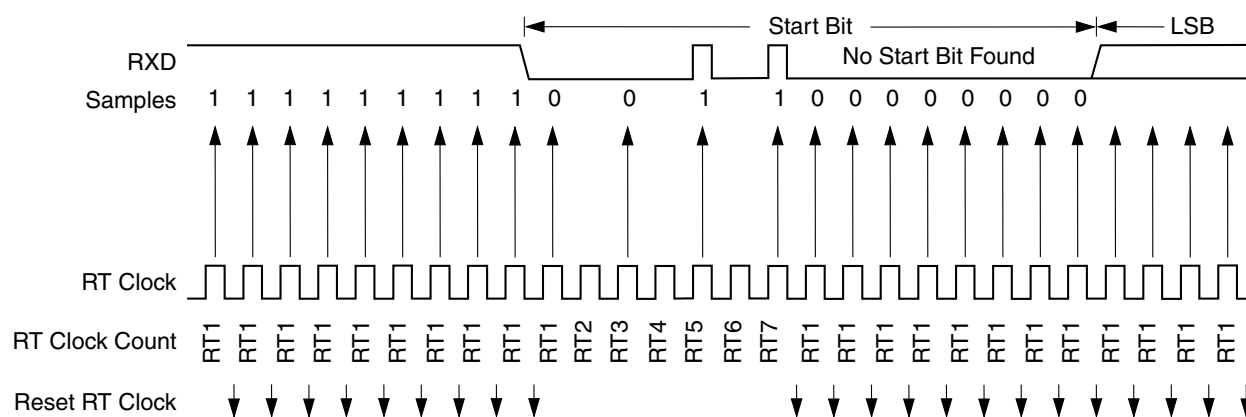 Start Bit LSB
RXD No Start Bit Found
Samples 1 1 1 1 1 1 1 1 1 0 0 1 1 0 0 0 0 0 0 0 0
RT Clock
RT Clock Count RT1 RT1 RT1 RT1 RT1 RT1 RT1 RT1 RT1 RT1 RT2 RT3 RT4 RT5 RT6 RT7 RT1 RT1 RT1 RT1 RT1 RT1 RT1 RT1 RT1 RT1 RT1 RT1
Reset RT Clock